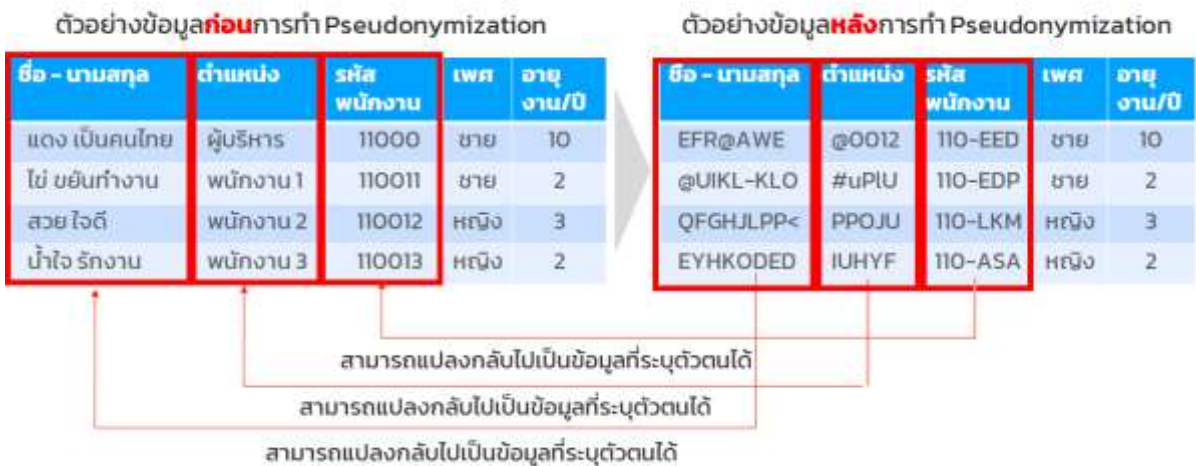 ตัวอย่างข้อมูลก่อนการทำ Pseudonymization
ชื่อ – นามสกุล ตำแหน่ง รหัสพนักงาน เพศ อายุงาน/ปี
แดง เป็นคนไทย ผู้บริหาร 11000 ชาย 10
ไข่ ขยันทำงาน พนักงาน 1 110011 ชาย 2
สวย ใจดี พนักงาน 2 110012 หญิง 3
น้ำใจ รักงาน พนักงาน 3 110013 หญิง 2
ตัวอย่างข้อมูลหลังการทำ Pseudonymization
ชื่อ – นามสกุล ตำแหน่ง รหัสพนักงาน เพศ อายุงาน/ปี
EFR@AWE @0012 110-EED ชาย 10
@UIKL-KLO #uPlU 110-EDP ชาย 2
QFGHJLPP< PPOJU 110-LKM หญิง 3
EYHKODED IUHYF 110-ASA หญิง 2
สามารถแปลงกลับไปเป็นข้อมูลที่ระบุตัวตนได้
สามารถแปลงกลับไปเป็นข้อมูลที่ระบุตัวตนได้
สามารถแปลงกลับไปเป็นข้อมูลที่ระบุตัวตนได้